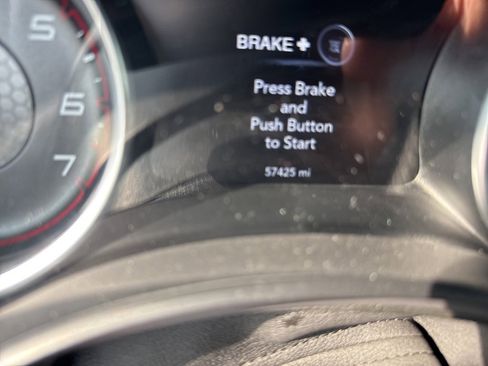 5
6
7
BRAKE +
Press Brake
and
Push Button
to Start
57425 mi